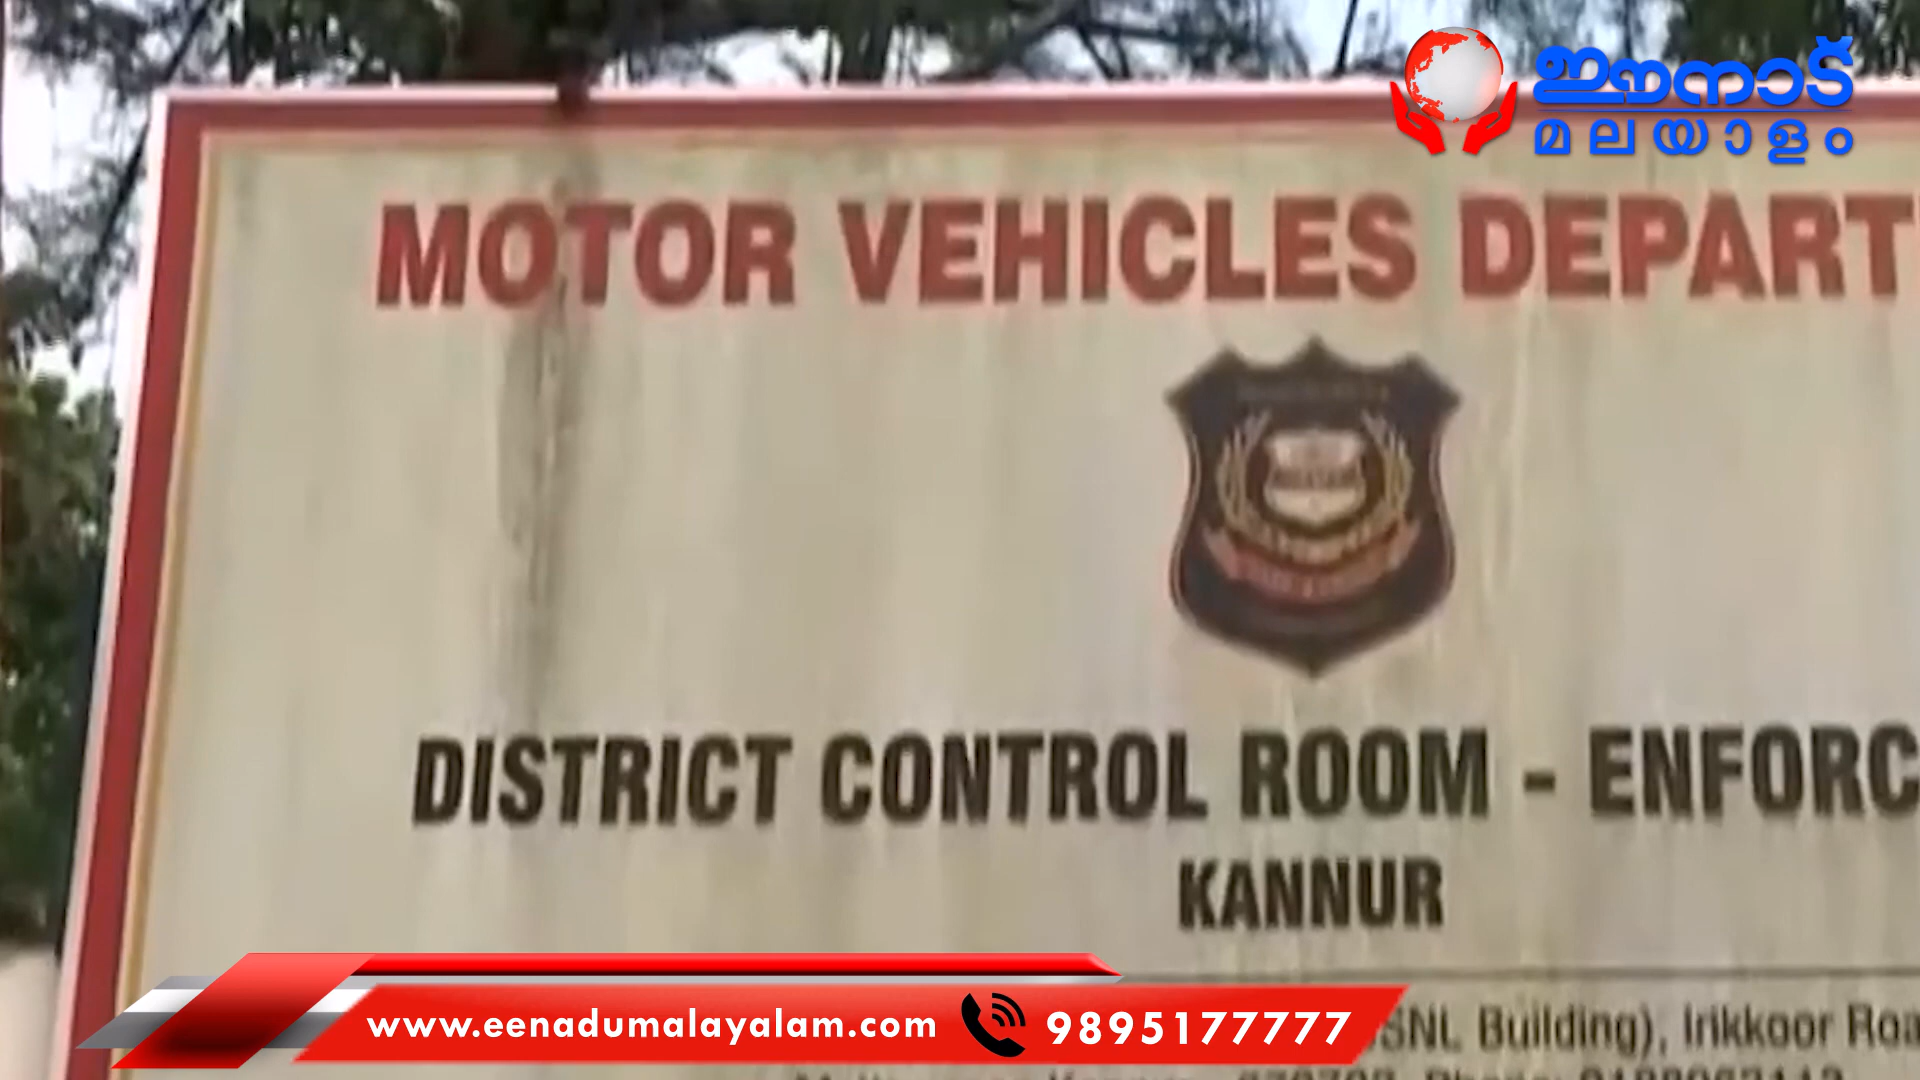 ഈനാട്
മലയാളം
MOTOR VEHICLES DEPART
DISTRICT CONTROL ROOM - ENFORC
KANNUR
SNL Building), Irikkoor Roa
www.eenadumalayalam.com 9895177777